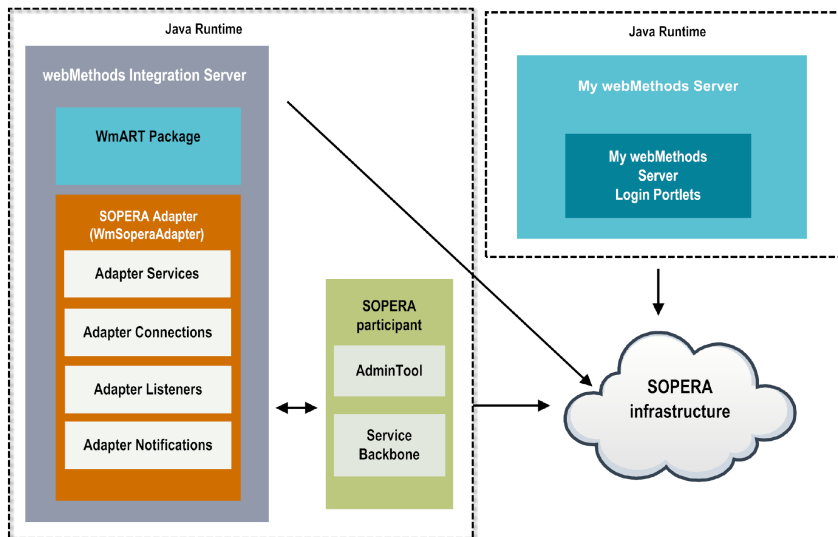 Java Runtime
webMethods Integration Server
WmART Package
SOPERA Adapter
(WmSoperaAdapter)
Adapter Services
Adapter Connections
Adapter Listeners
Adapter Notifications
SOPERA
participant
AdminTool
Service
Backbone
Java Runtime
My webMethods Server
My webMethods
Server
Login Portlets
SOPERA
infrastructure